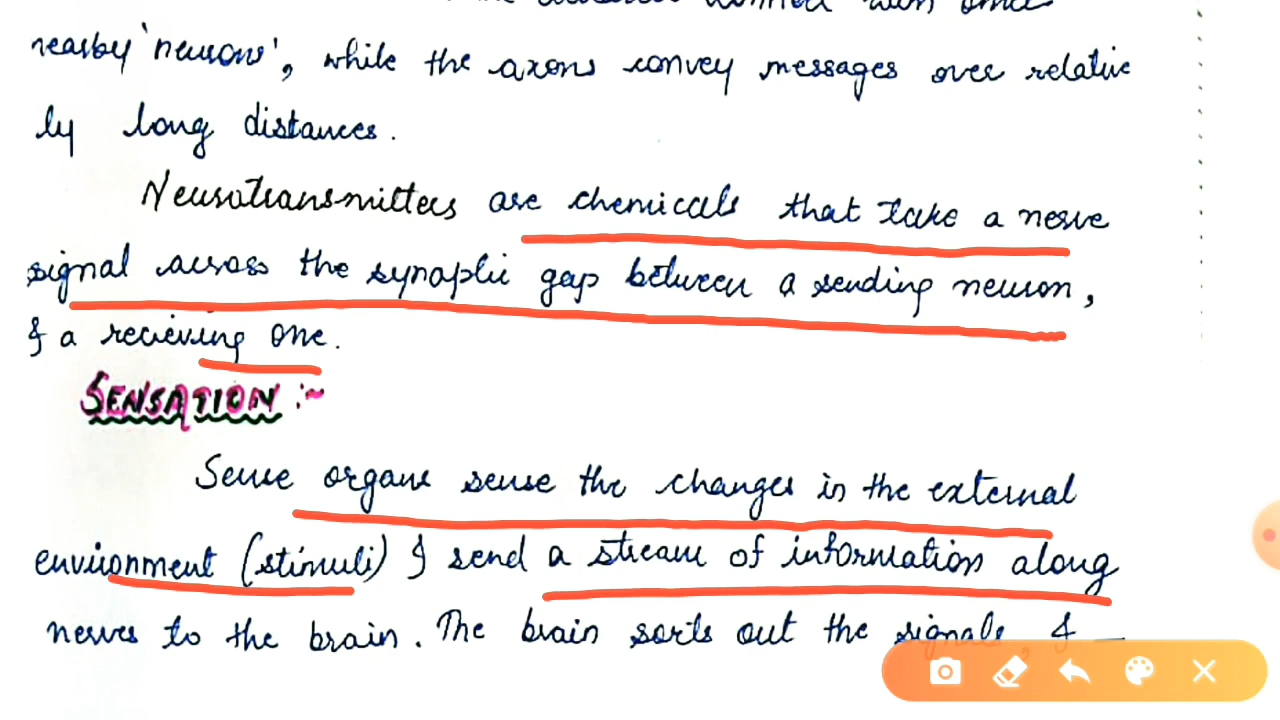 the
nearby 'neurons', while the axons convey messages over relative
ly long distances.
Neurotransmitters are chemicals that take a nerve
signal across the synaptic gap between a sending neuron,
& a recieving one.
SENSATION :~
Sense organs sense the changes in the external
environment (stimuli) & send a stream of information along
nerves to the brain. The brain sorts out the signals, &